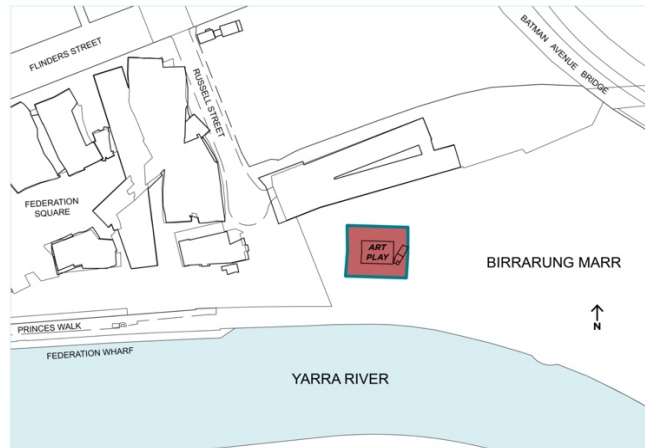 FLINDERS STREET
RUSSELL STREET
BATMAN AVENUE BRIDGE
FEDERATION
SQUARE
ART
PLAY
BIRRARUNG MARR
N
PRINCES WALK
FEDERATION WHARF
YARRA RIVER